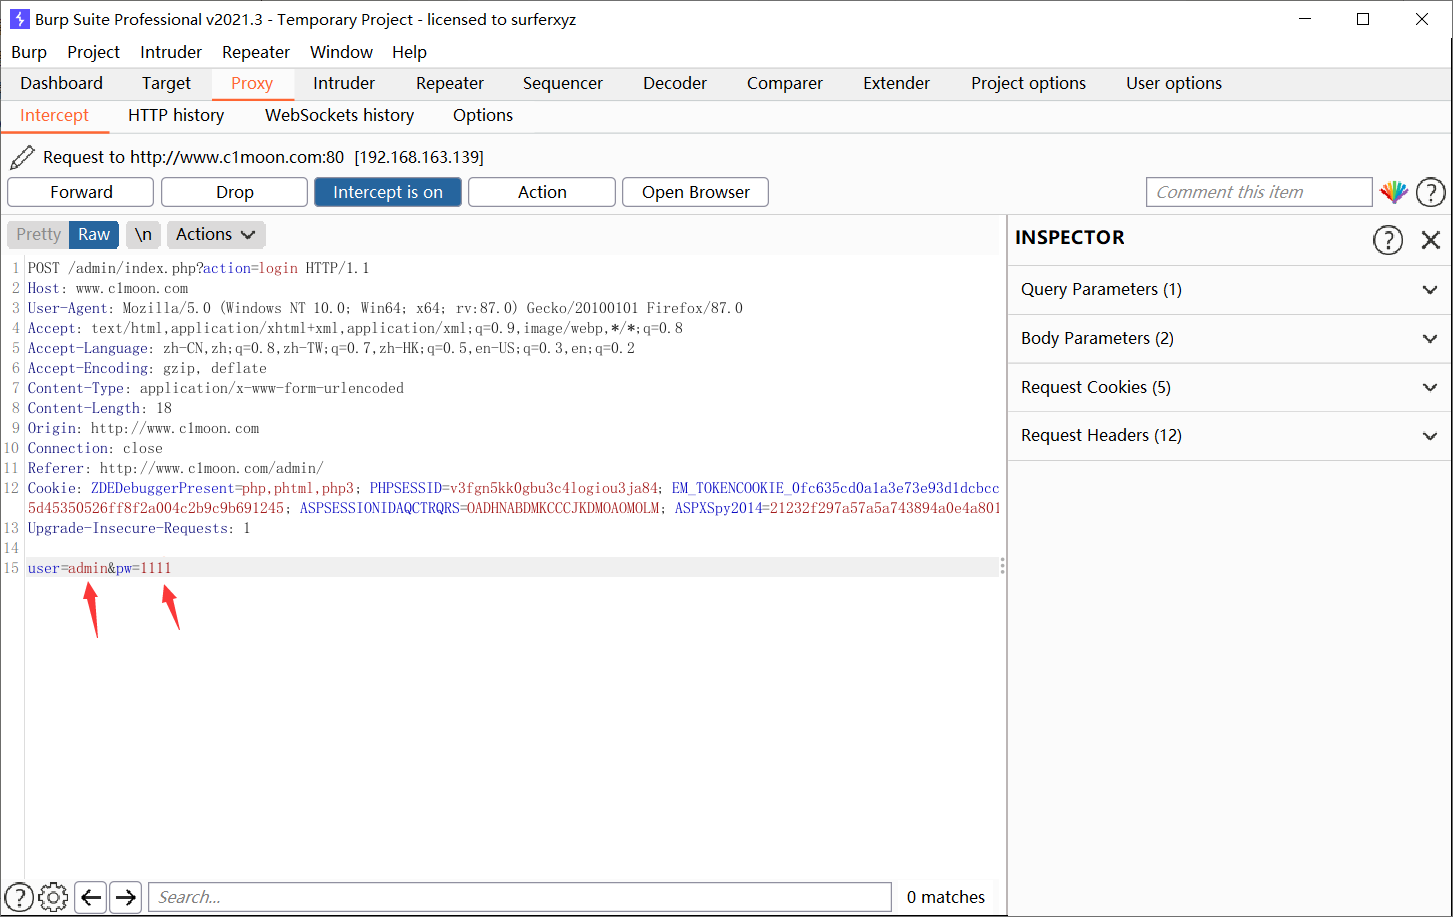 Burp Suite Professional v2021.3 - Temporary Project - licensed to surferxyz
Burp Project Intruder Repeater Window Help
Dashboard Target Proxy Intruder Repeater Sequencer Decoder Comparer Extender Project options User options
Intercept HTTP history WebSockets history Options
Request to http://www.c1moon.com:80 [192.168.163.139]
Forward Drop Intercept is on Action Open Browser Comment this item ?
Pretty Raw \n Actions
INSPECTOR ?
Query Parameters (1)
Body Parameters (2)
Request Cookies (5)
Request Headers (12)
1 POST /admin/index.php?action=login HTTP/1.1
2 Host: www.c1moon.com
3 User-Agent: Mozilla/5.0 (Windows NT 10.0; Win64; x64; rv:87.0) Gecko/20100101 Firefox/87.0
4 Accept: text/html,application/xhtml+xml,application/xml;q=0.9,image/webp,*/*;q=0.8
5 Accept-Language: zh-CN,zh;q=0.8,zh-TW;q=0.7,zh-HK;q=0.5,en-US;q=0.3,en;q=0.2
6 Accept-Encoding: gzip, deflate
7 Content-Type: application/x-www-form-urlencoded
8 Content-Length: 18
9 Origin: http://www.c1moon.com
10 Connection: close
11 Referer: http://www.c1moon.com/admin/
12 Cookie: ZDEDebuggerPresent=php,phtml,php3; PHPSESSID=v3fgn5kk0gbu3c4logiou3ja84; EM_TOKENCOOKIE_0fc635cd0a1a3e73e93d1dcbcc
5d45350526ff8f2a004c2b9c9b691245; ASPSESSIONIDAQCTRQRS=OADHNABDMKCCCJKDMOAOMOLM; ASPXSpy2014=21232f297a57a5a743894a0e4a801
13 Upgrade-Insecure-Requests: 1
14
15 user=admin&pw=1111
? Search... 0 matches